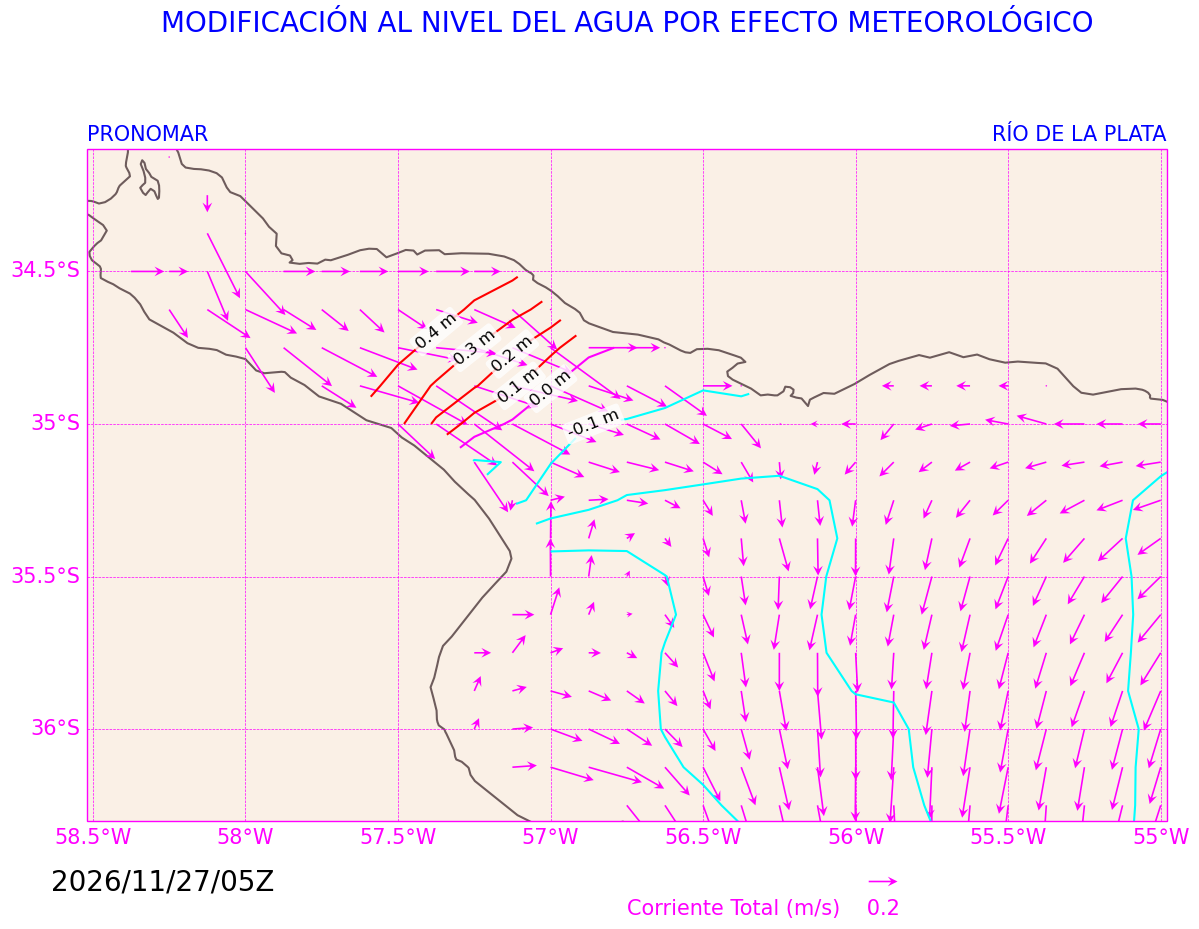 MODIFICACIÓN AL NIVEL DEL AGUA POR EFECTO METEOROLÓGICO
PRONOMAR
RÍO DE LA PLATA
34.5°S
0.4 m
0.3 m
0.2 m
0.1 m
0.0 m
-0.1 m
35°S
35.5°S
36°S
58.5°W 58°W 57.5°W 57°W 56.5°W 56°W 55.5°W 55°W
2026/11/27/05Z
Corriente Total (m/s) 0.2